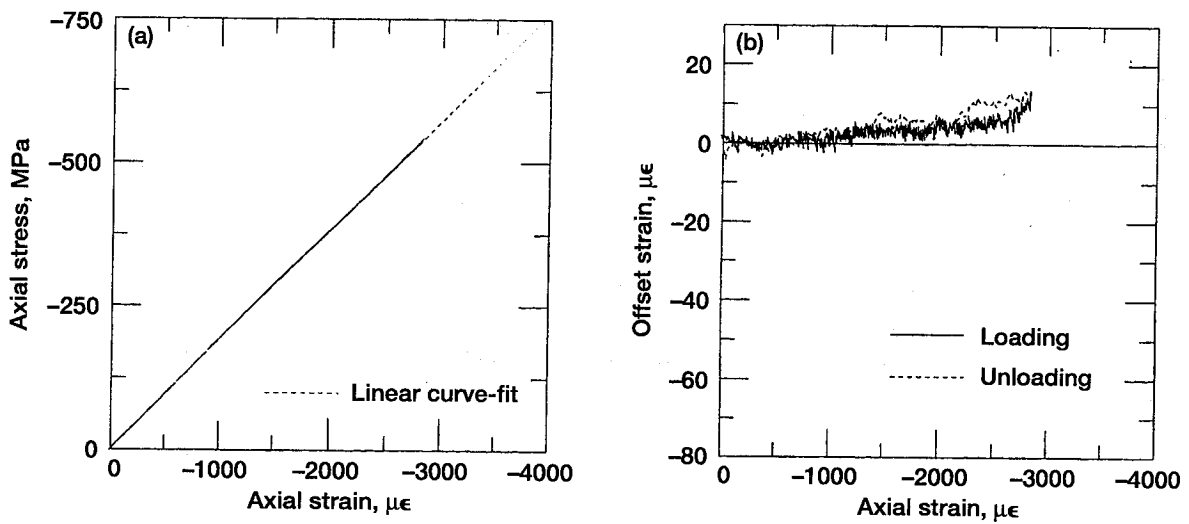 (a)
Axial stress, MPa
−750
−500
−250
0
Linear curve-fit
0 −1000 −2000 −3000 −4000
Axial strain, µϵ
(b)
Offset strain, µϵ
20
0
−20
−40
−60
−80
Loading
Unloading
0 −1000 −2000 −3000 −4000
Axial strain, µϵ